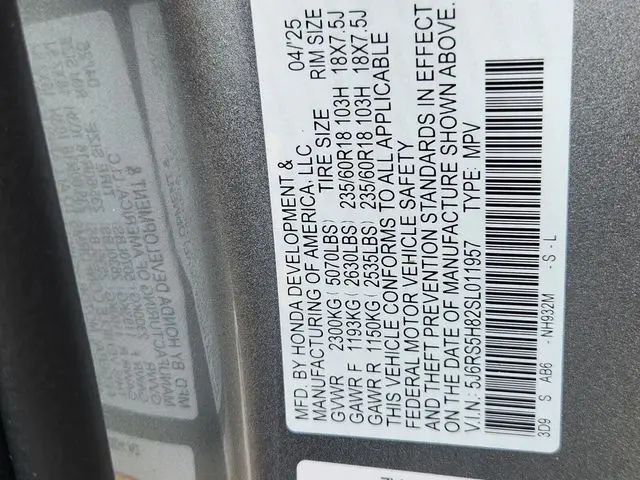 MFD. BY HONDA DEVELOPMENT &
MANUFACTURING OF AMERICA, LLC 04/'25
TIRE SIZE RIM SIZE
GVWR 2300KG( 5070LBS)
GAWR F 1193KG( 2630LBS) 235/60R18 103H 18X7.5J
GAWR R 1150KG( 2535LBS) 235/60R18 103H 18X7.5J
THIS VEHICLE CONFORMS TO ALL APPLICABLE
FEDERAL MOTOR VEHICLE SAFETY
AND THEFT PREVENTION STANDARDS IN EFFECT
ON THE DATE OF MANUFACTURE SHOWN ABOVE.
V.I.N.: 5J6RS5H82SL011957 TYPE: MPV
3D9 S AB6 -NH932M -S-L